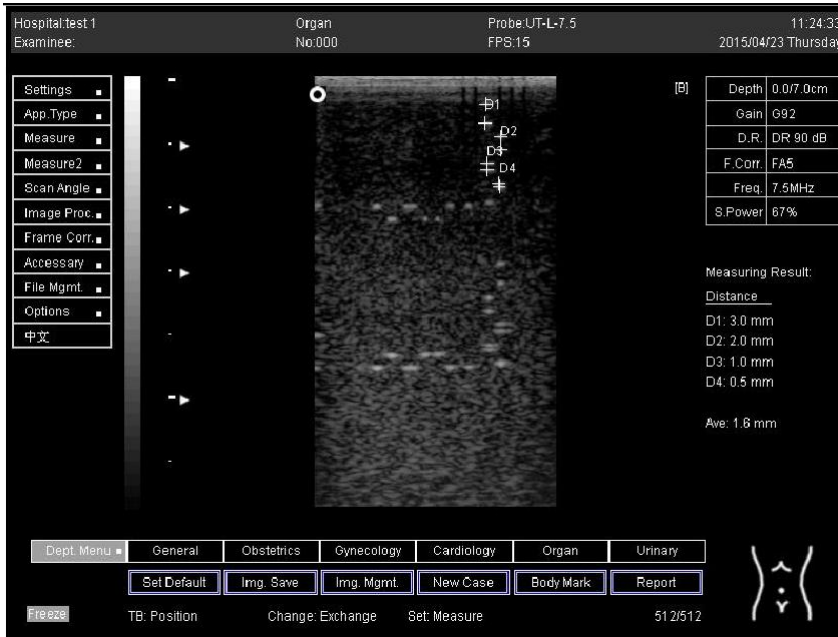 Hospital:test 1 Organ Probe:UT-L-7.5 11:24:33
Examinee: No:000 FPS:15 2015/04/23 Thursday
[B]
Settings
App.Type
Measure
Measure2
Scan Angle
Image Proc.
Frame Corr.
Accessary
File Mgmt.
Options
中文
D1
D2
D3
D4
Depth 0.0/7.0cm
Gain G92
D.R. DR 90 dB
F.Corr. FA5
Freq. 7.5MHz
S.Power 67%
Measuring Result:
Distance
D1: 3.0 mm
D2: 2.0 mm
D3: 1.0 mm
D4: 0.5 mm
Ave: 1.6 mm
Dept. Menu General Obstetrics Gynecology Cardiology Organ Urinary
Set Default Img. Save Img. Mgmt. New Case Body Mark Report
Freeze TB: Position Change: Exchange Set: Measure 512/512